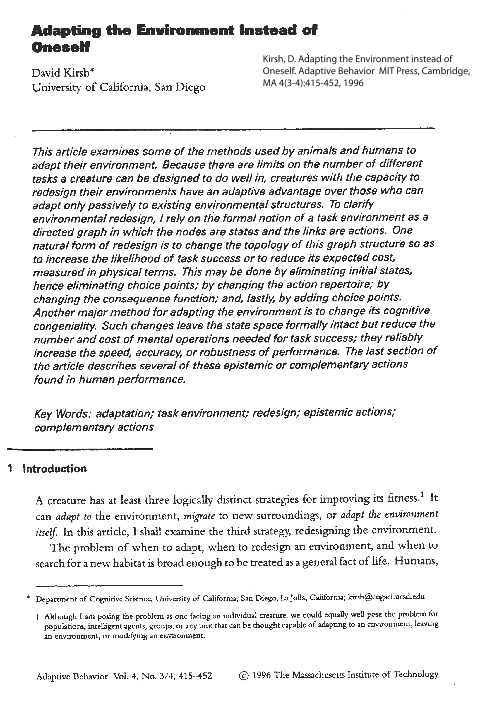 Adapting the Environment Instead of
Oneself
Kirsh, D. Adapting the Environment instead of
Oneself. Adaptive Behavior MIT Press, Cambridge,
MA 4(3-4):415-452, 1996
David Kirsh*
University of California, San Diego
This article examines some of the methods used by animals and humans to
adapt their environment. Because there are limits on the number of different
tasks a creature can be designed to do well in, creatures with the capacity to
redesign their environments have an adaptive advantage over those who can
adapt only passively to existing environmental structures. To clarify
environmental redesign, I rely on the formal notion of a task environment as a
directed graph in which the nodes are states and the links are actions. One
natural form of redesign is to change the topology of this graph structure so as
to increase the likelihood of task success or to reduce its expected cost,
measured in physical terms. This may be done by eliminating initial states,
hence eliminating choice points; by changing the action repertoire; by
changing the consequence function; and, lastly, by adding choice points.
Another major method for adapting the environment is to change its cognitive
congeniality. Such changes leave the state space formally intact but reduce the
number and cost of mental operations needed for task success; they reliably
increase the speed, accuracy, or robustness of performance. The last section of
the article describes several of these epistemic or complementary actions
found in human performance.
Key Words: adaptation; task environment; redesign; epistemic actions;
complementary actions
1 Introduction
A creature has at least three logically distinct strategies for improving its fitness.1 It
can adapt to the environment, migrate to new surroundings, or adapt the environment
itself. In this article, I shall examine the third strategy, redesigning the environment.
The problem of when to adapt, when to redesign an environment, and when to
search for a new habitat is broad enough to be treated as a general fact of life. Humans,
* Department of Cognitive Science, University of California, San Diego, La Jolla, California; kirsh@cogsci.ucsd.edu
1 Although I am posing the problem as one facing an individual creature, we could equally well pose the problem for
populations, intelligent agents, groups, or any unit that can be thought capable of adapting to an environment, leaving
an environment, or modifying an environment.
Adaptive Behavior Vol. 4, No. 3/4, 415-452 © 1996 The Massachusetts Institute of Technology